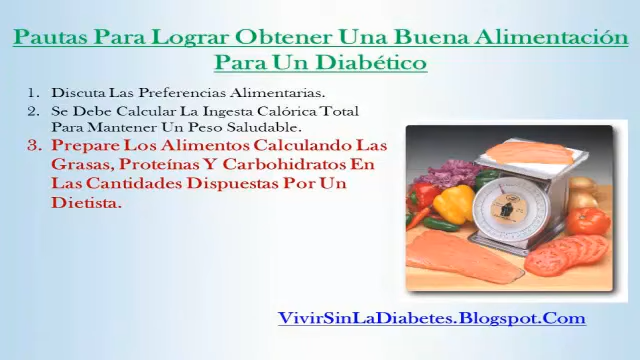 Pautas Para Lograr Obtener Una Buena Alimentación
Para Un Diabético
1. Discuta Las Preferencias Alimentarias.
2. Se Debe Calcular La Ingesta Calórica Total
Para Mantener Un Peso Saludable.
3. Prepare Los Alimentos Calculando Las
Grasas, Proteínas Y Carbohidratos En
Las Cantidades Dispuestas Por Un
Dietista.
VivirSinLaDiabetes.Blogspot.Com